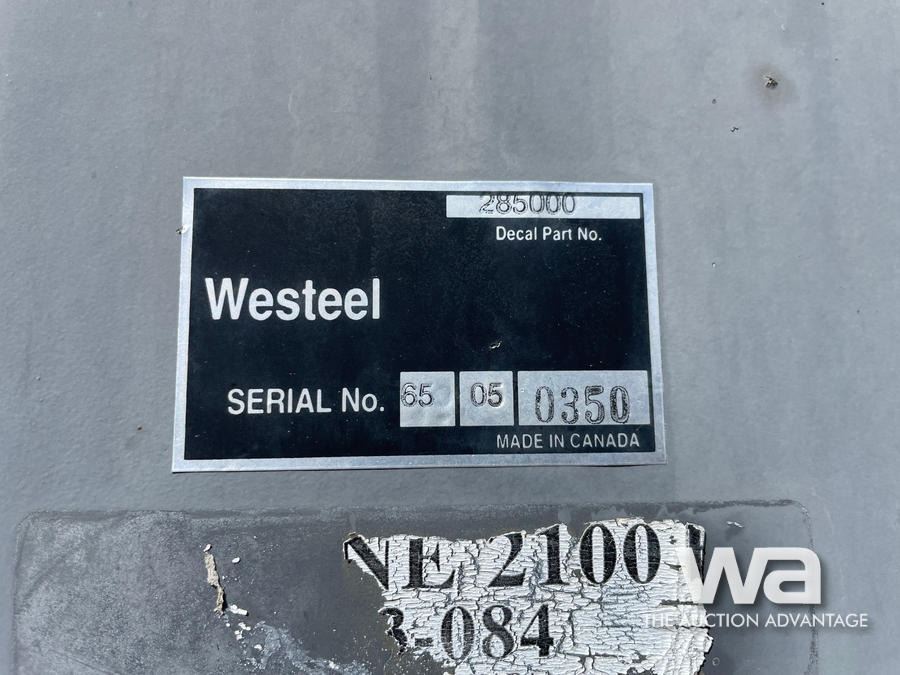 285000
Decal Part No.
Westeel
SERIAL No. 65 05 0350
MADE IN CANADA
NE 2100
3-084
wa
THE AUCTION ADVANTAGE